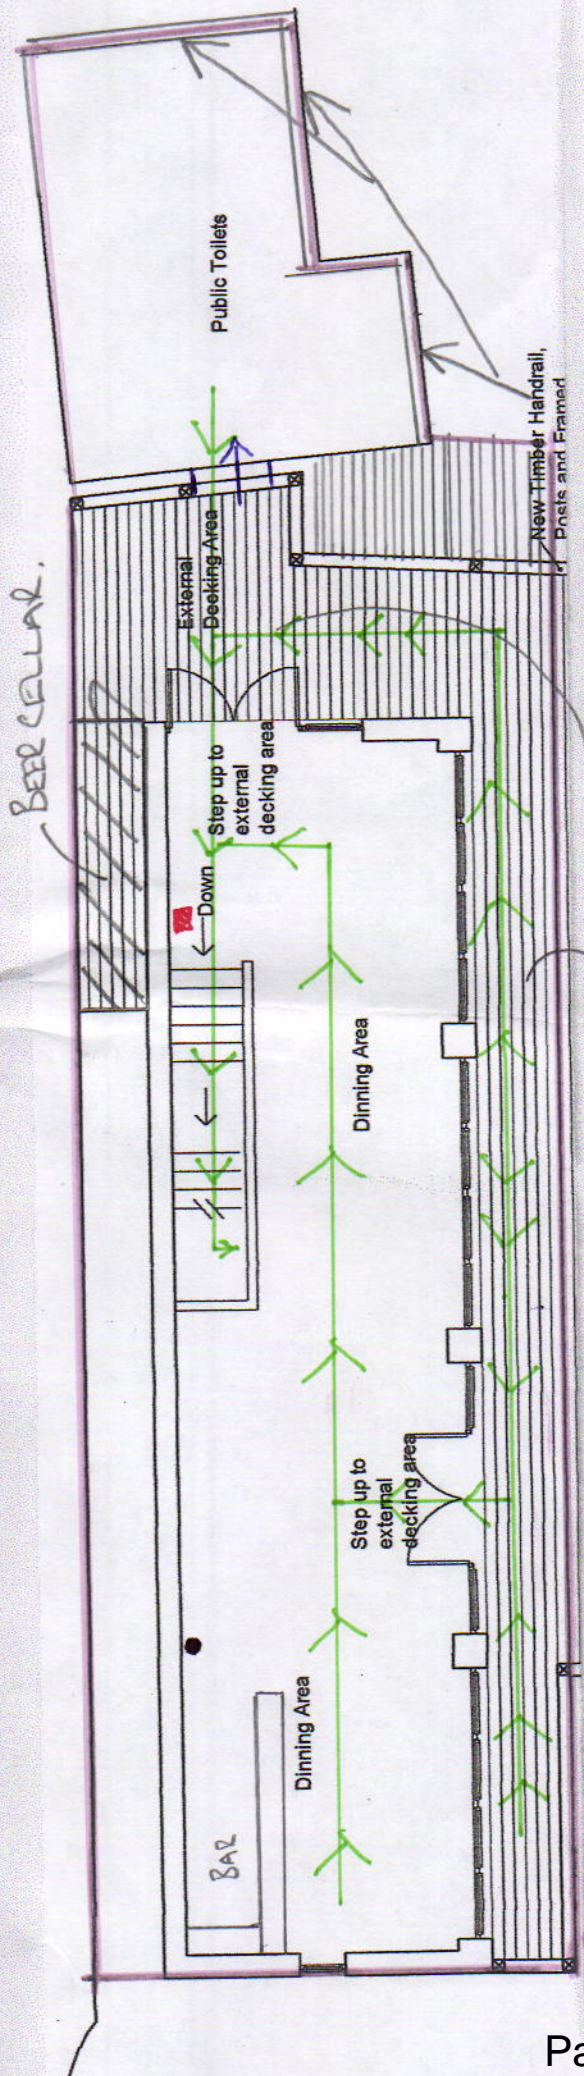 Public Toilets
New Timber Handrail,
Posts and Framed
External
Decking Area
BEER CELLAR.
Step up to
external
decking area
Down
Dinning Area
Step up to
external
decking area
Dinning Area
BAR
Pa